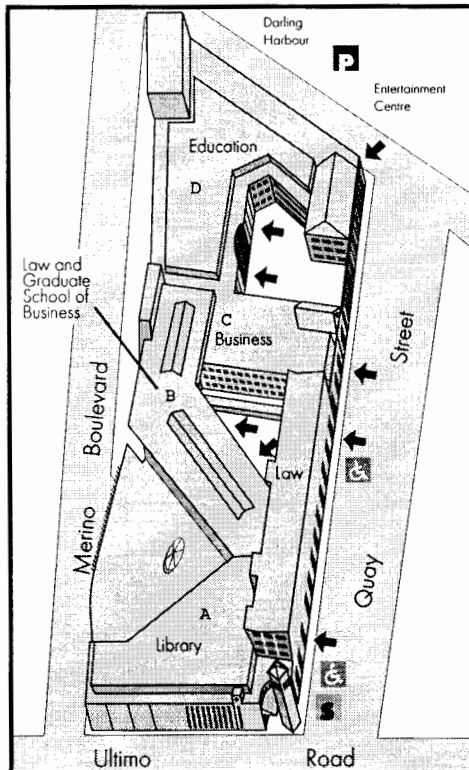 Darling
Harbour
P
Entertainment
Centre
Education
D
Law and
Graduate
School of
Business
C
Business
Street
B
Boulevard
Law
Merino
Quay
A
Library
S
Ultimo Road